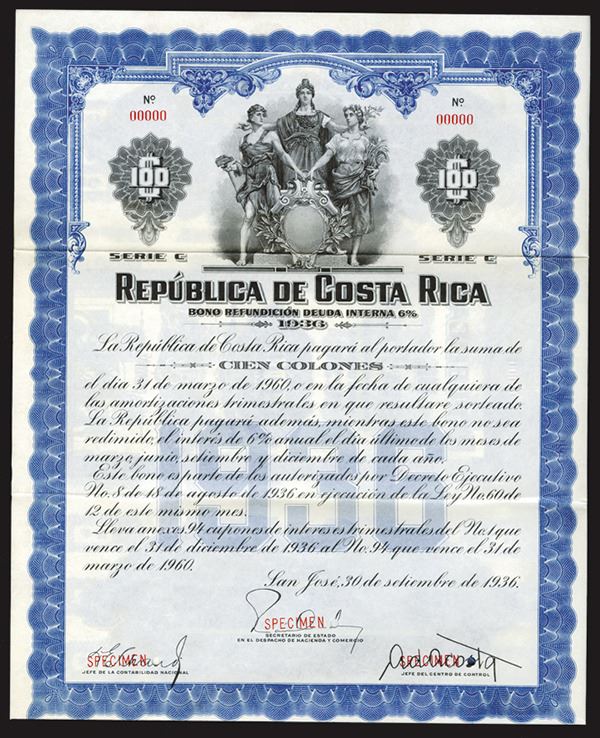 Nº
00000
Nº
00000
$
100
$
100
SERIE C
SERIE C
REPÚBLICA DE COSTA RICA
BONO REFUNDICIÓN DEUDA INTERNA 6%
1936
La República de Costa Rica pagará al portador la suma de
CIEN COLONES
el día 31 de marzo de 1960, o en la fecha de cualquiera de
las amortizaciones trimestrales en que resultare sorteado.
La República pagará además, mientras este bono no sea
redimido, el interés de 6% anual el día último de los meses de
marzo, junio, setiembre y diciembre de cada año.
Este bono es parte de los autorizados por Decreto Ejecutivo
No. 8 de 18 de agosto de 1936 en ejecución de la Ley No. 60 de
12 de este mismo mes.
Lleva anexos 94 cupones de intereses trimestrales del No. 1 que
vence el 31 de diciembre de 1936 al No. 94 que vence el 31 de
marzo de 1960.
San José, 30 de setiembre de 1936.
1936
SPECIMEN
SECRETARIO DE ESTADO
EN EL DESPACHO DE HACIENDA Y COMERCIO
SPECIMEN
JEFE DE LA CONTABILIDAD NACIONAL
SPECIMEN
JEFE DEL CENTRO DE CONTROL